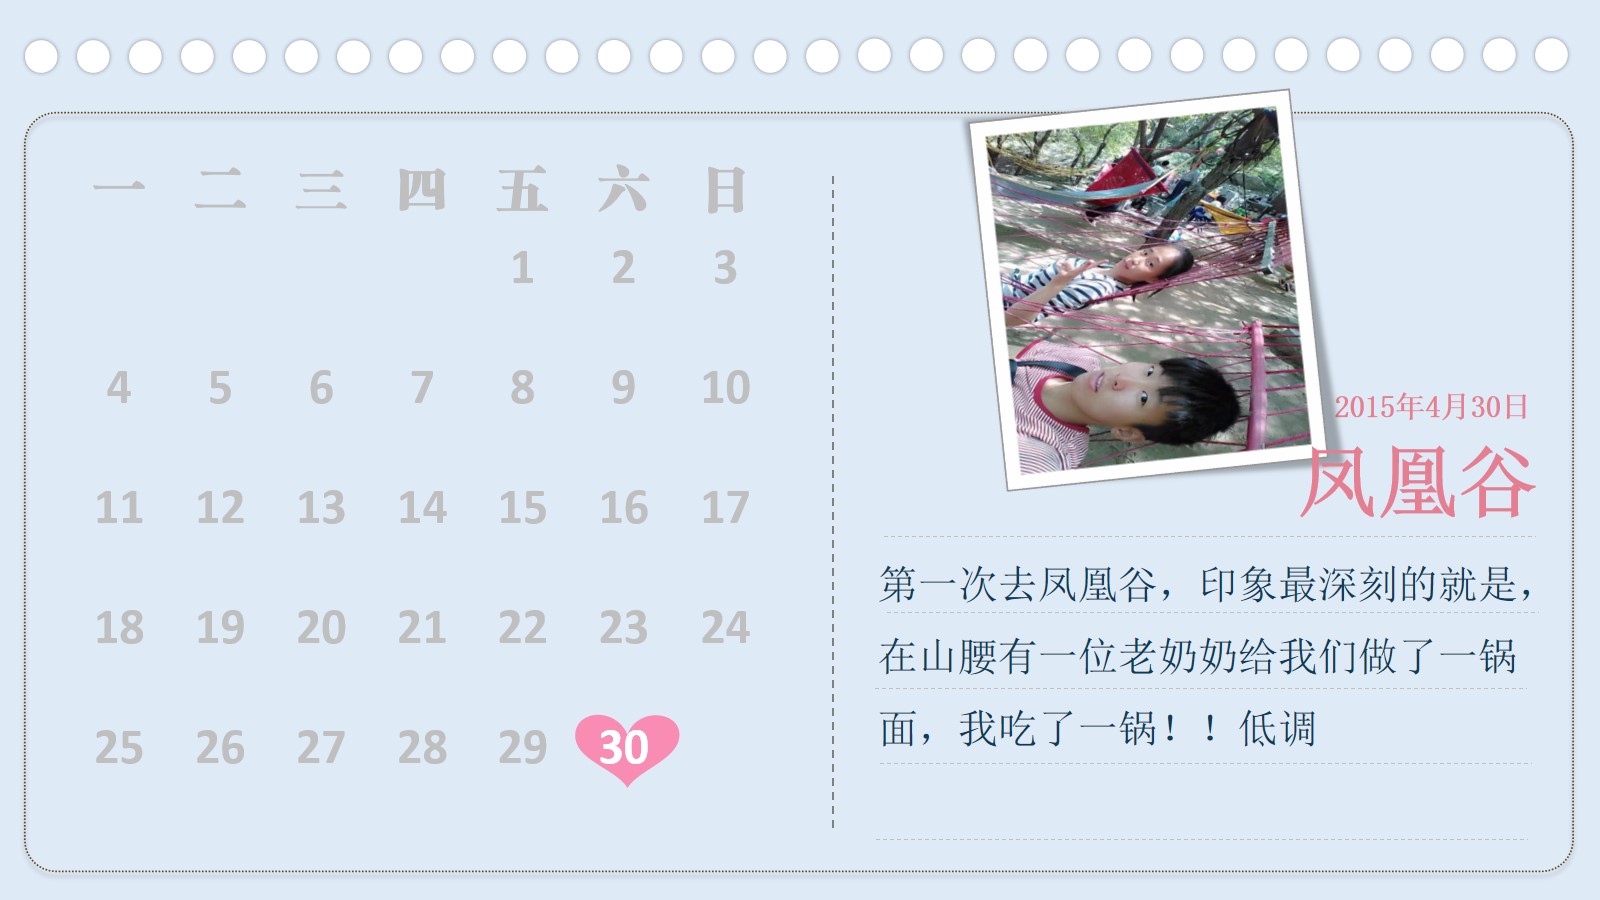 一 二 三 四 五 六 日
1 2 3
4 5 6 7 8 9 10
11 12 13 14 15 16 17
18 19 20 21 22 23 24
25 26 27 28 29 30
2015年4月30日
凤凰谷
第一次去凤凰谷，印象最深刻的就是，
在山腰有一位老奶奶给我们做了一锅
面，我吃了一锅！！低调